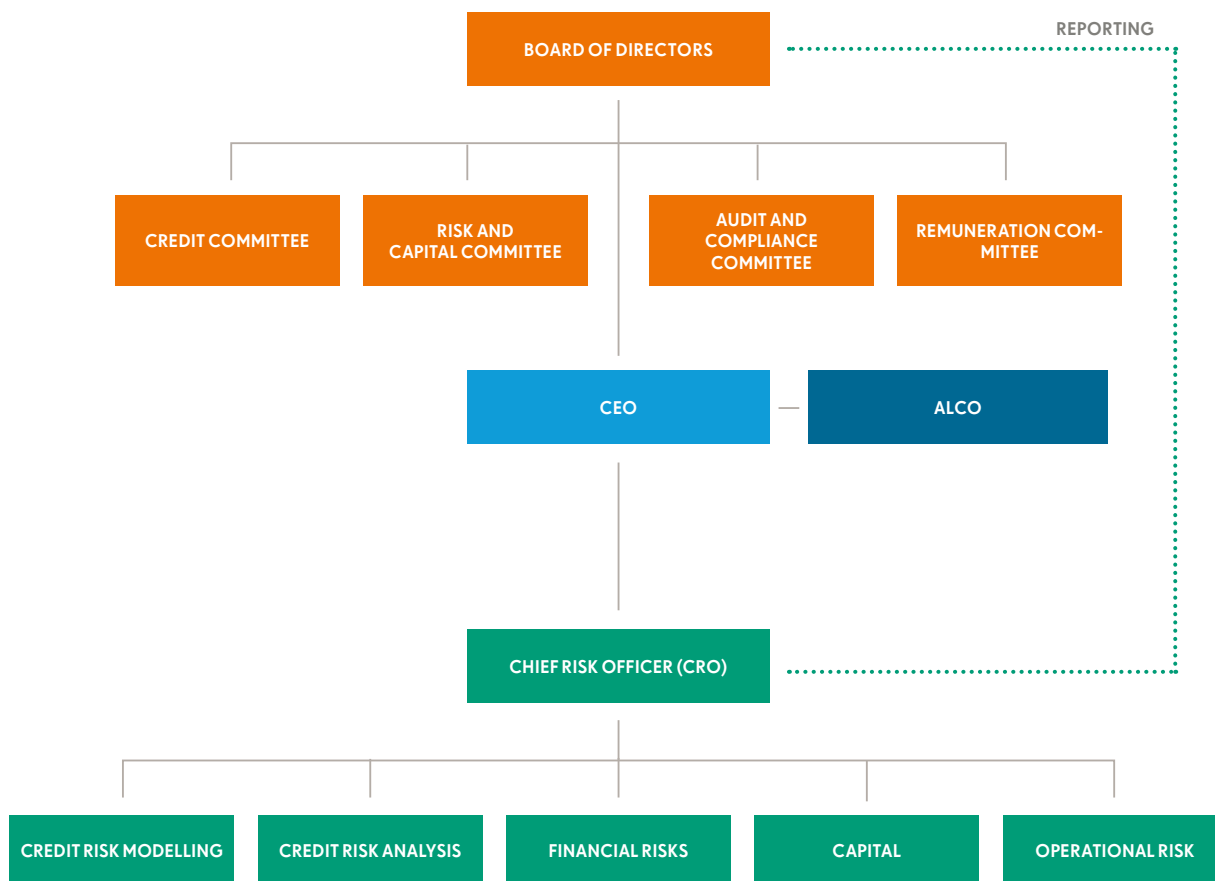 REPORTING
BOARD OF DIRECTORS
CREDIT COMMITTEE
RISK AND
CAPITAL COMMITTEE
AUDIT AND
COMPLIANCE
COMMITTEE
REMUNERATION COM-
MITTEE
CEO
ALCO
CHIEF RISK OFFICER (CRO)
CREDIT RISK MODELLING
CREDIT RISK ANALYSIS
FINANCIAL RISKS
CAPITAL
OPERATIONAL RISK